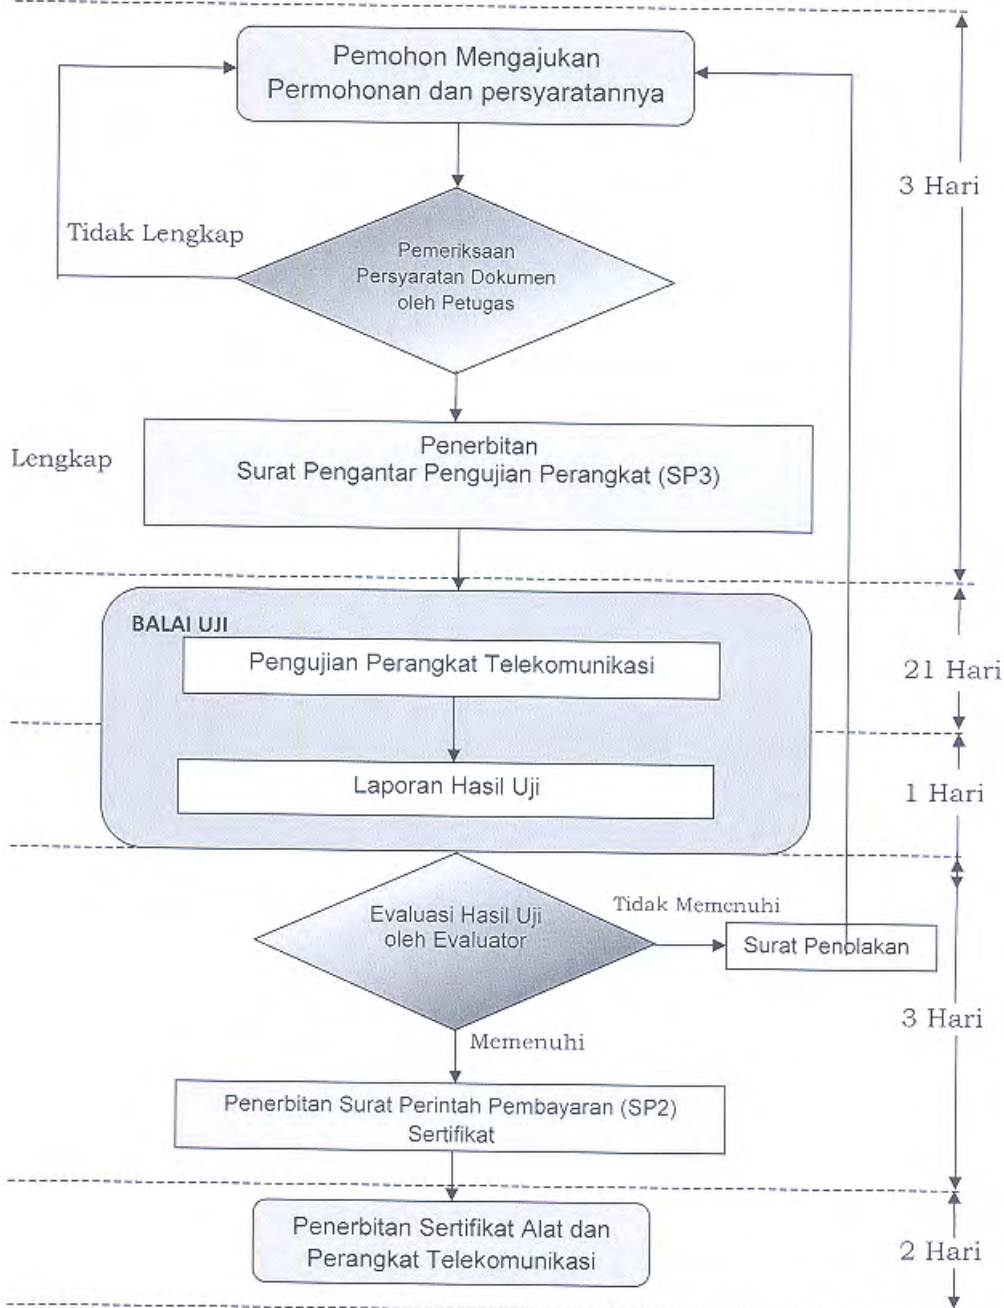 Pemohon Mengajukan
Permohonan dan persyaratannya
3 Hari
Tidak Lengkap
Pemeriksaan
Persyaratan Dokumen
oleh Petugas
Lengkap
Penerbitan
Surat Pengantar Pengujian Perangkat (SP3)
BALAI UJI
Pengujian Perangkat Telekomunikasi
21 Hari
Laporan Hasil Uji
1 Hari
Evaluasi Hasil Uji
oleh Evaluator
Tidak Memenuhi
Surat Penolakan
3 Hari
Memenuhi
Penerbitan Surat Perintah Pembayaran (SP2)
Sertifikat
Penerbitan Sertifikat Alat dan
Perangkat Telekomunikasi
2 Hari